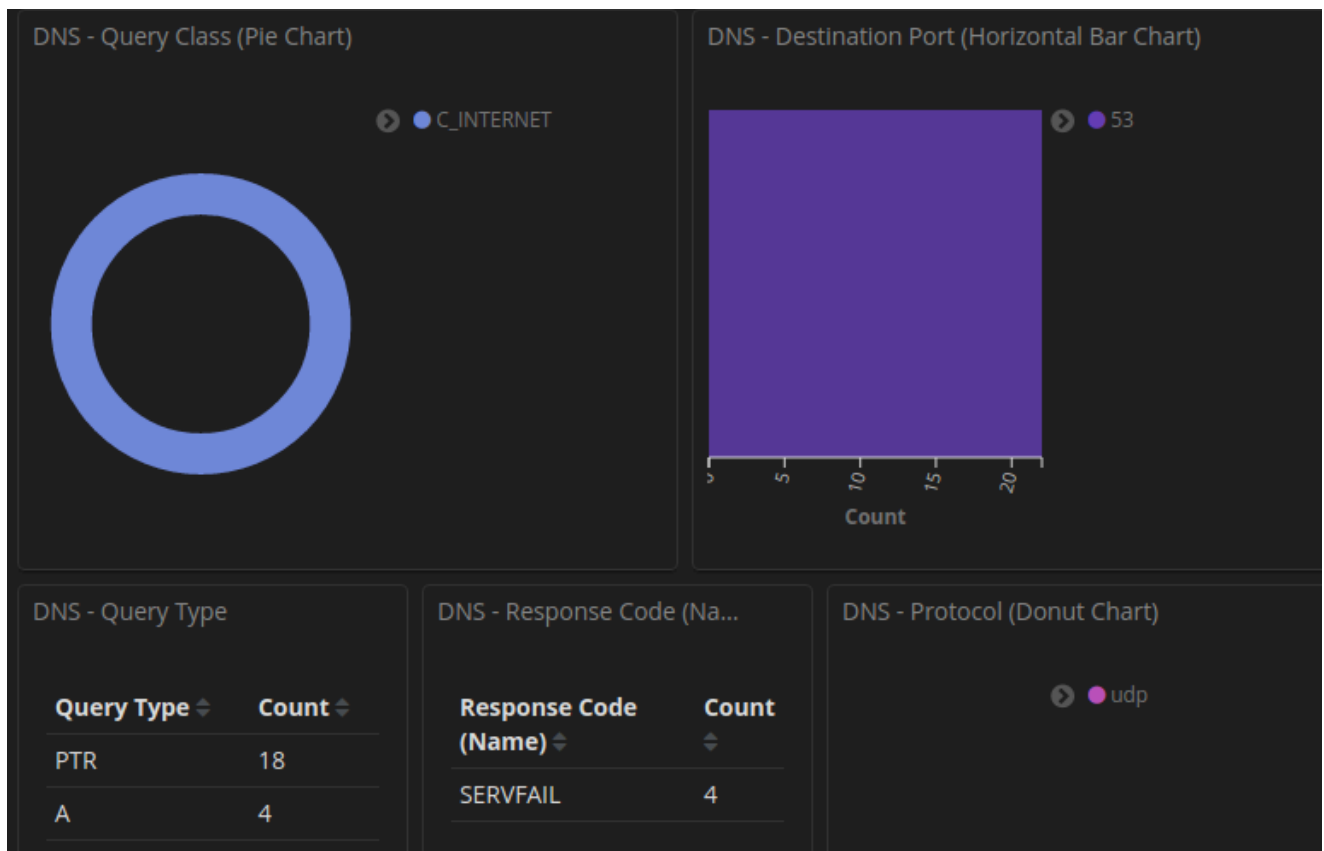 DNS - Query Class (Pie Chart)
C_INTERNET
DNS - Destination Port (Horizontal Bar Chart)
53
5
10
15
20
Count
DNS - Query Type
Query Type Count
PTR 18
A 4
DNS - Response Code (Na...
Response Code Count
(Name)
SERVFAIL 4
DNS - Protocol (Donut Chart)
udp